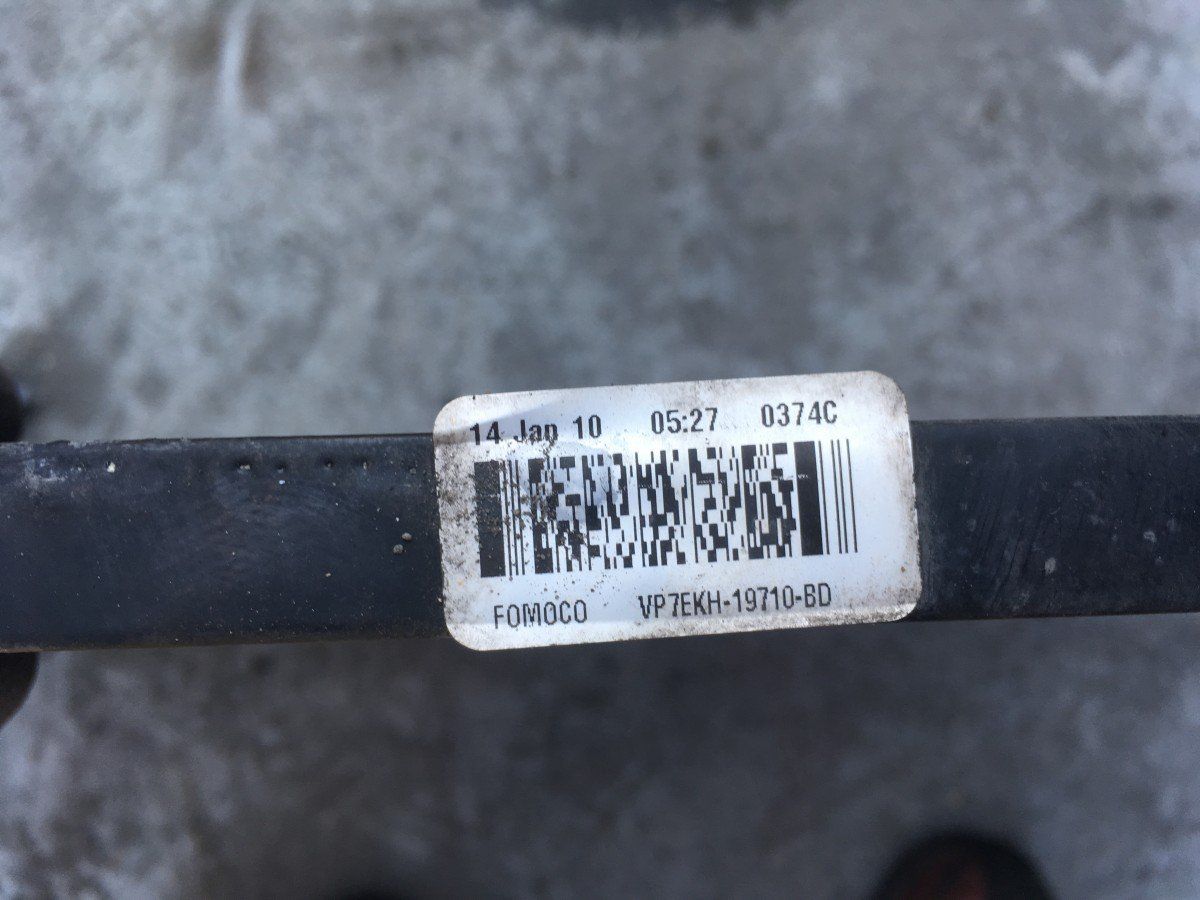 14 Jan 10 05:27 0374C
FOMOCO VP7EKH-19710-BD